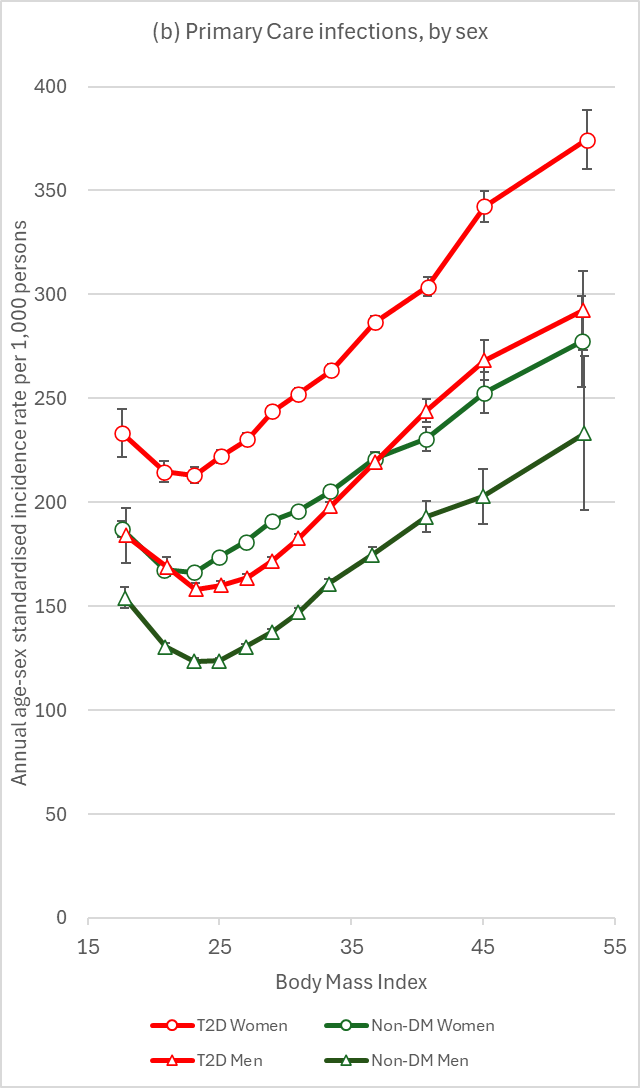 (b) Primary Care infections, by sex
Annual age-sex standardised incidence rate per 1,000 persons
400
350
300
250
200
150
100
50
0
15 25 35 45 55
Body Mass Index
T2D Women Non-DM Women
T2D Men Non-DM Men